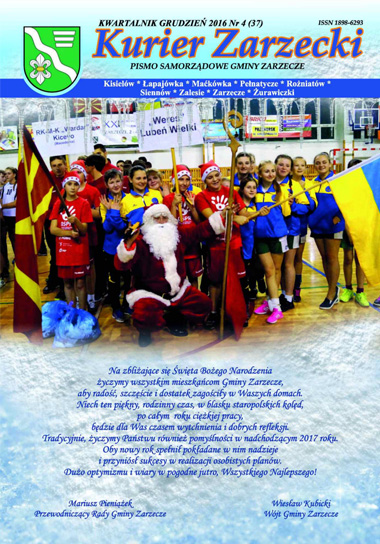 KWARTALNIK GRUDZIEŃ 2016 Nr 4 (37)
ISSN 1898-6293
Kurier Zarzecki
PISMO SAMORZĄDOWE GMINY ZARZECZE
Kisielów * Łapajówka * Maćkówka * Pełnatycze * Rożniatów *
Siennów * Zalesie * Zarzecze * Żurawiczki
Weren
Lubeń Wielki
Na zbliżające się Święta Bożego Narodzenia
życzymy wszystkim mieszkańcom Gminy Zarzecze,
aby radość, szczęście i dostatek zagościły w Waszych domach.
Niech ten piękny, rodzinny czas, w blasku staropolskich kolęd,
po całym roku ciężkiej pracy,
będzie dla Was czasem wytchnienia i dobrych refleksji.
Tradycyjnie, życzymy Państwu również pomyślności w nadchodzącym 2017 roku.
Oby nowy rok spełnił pokładane w nim nadzieje
i przyniósł sukcesy w realizacji osobistych planów.
Dużo optymizmu i wiary w pogodne jutro, Wszystkiego Najlepszego!
Mariusz Pieniążek
Przewodniczący Rady Gminy Zarzecze
Wiesław Kubicki
Wójt Gminy Zarzecze